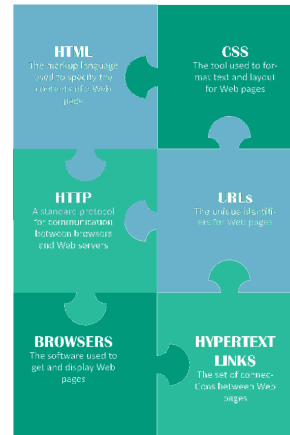 HTML
The markup language
used to specify the
contents of a Web
page
CSS
The tool used to for-
mat text and layout
for Web pages
HTTP
A standard protocol
for communication
between browsers
and Web servers
URLs
The unique identifi-
ers for Web pages
BROWSERS
The software used to
get and display Web
pages
HYPERTEXT
LINKS
The set of connec-
tions between Web
pages